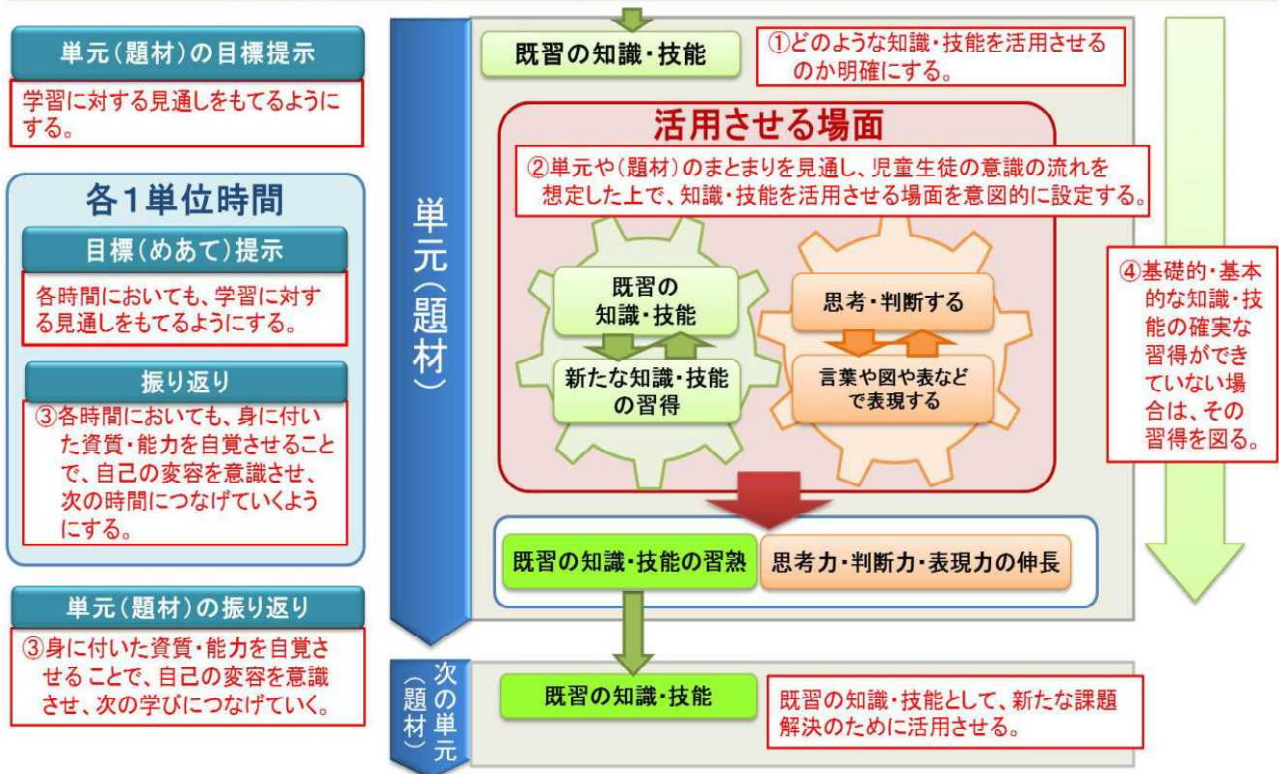 単元(題材)の目標提示
学習に対する見通しをもてるように
する。
各1単位時間
目標(めあて)提示
各時間においても、学習に対す
る見通しをもてるようにする。
振り返り
③各時間においても、身に付い
た資質・能力を自覚させること
で、自己の変容を意識させ、
次の時間につなげていくよう
にする。
単元(題材)の振り返り
③身に付いた資質・能力を自覚さ
せることで、自己の変容を意識
させ、次の学びにつなげていく。
単元(題材)
既習の知識・技能
①どのような知識・技能を活用させる
のか明確にする。
活用させる場面
②単元や(題材)のまとまりを見通し、児童生徒の意識の流れを
想定した上で、知識・技能を活用させる場面を意図的に設定する。
既習の
知識・技能
新たな知識・技能
の習得
思考・判断する
言葉や図や表など
で表現する
既習の知識・技能の習熟
思考力・判断力・表現力の伸長
④基礎的・基本
的な知識・技
能の確実な
習得ができ
ていない場
合は、その
習得を図る。
次の単元
(題材)
既習の知識・技能
既習の知識・技能として、新たな課題
解決のために活用させる。